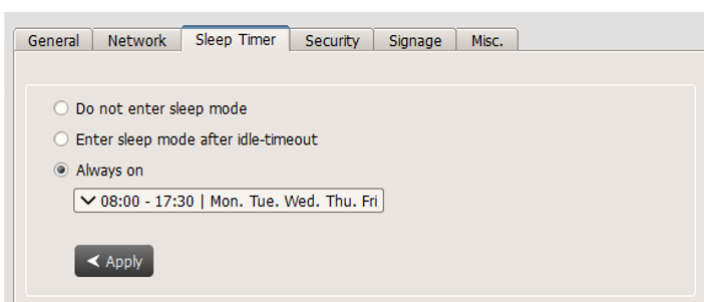 General Network Sleep Timer Security Signage Misc.
Do not enter sleep mode
Enter sleep mode after idle-timeout
Always on
08:00 - 17:30 | Mon. Tue. Wed. Thu. Fri
Apply